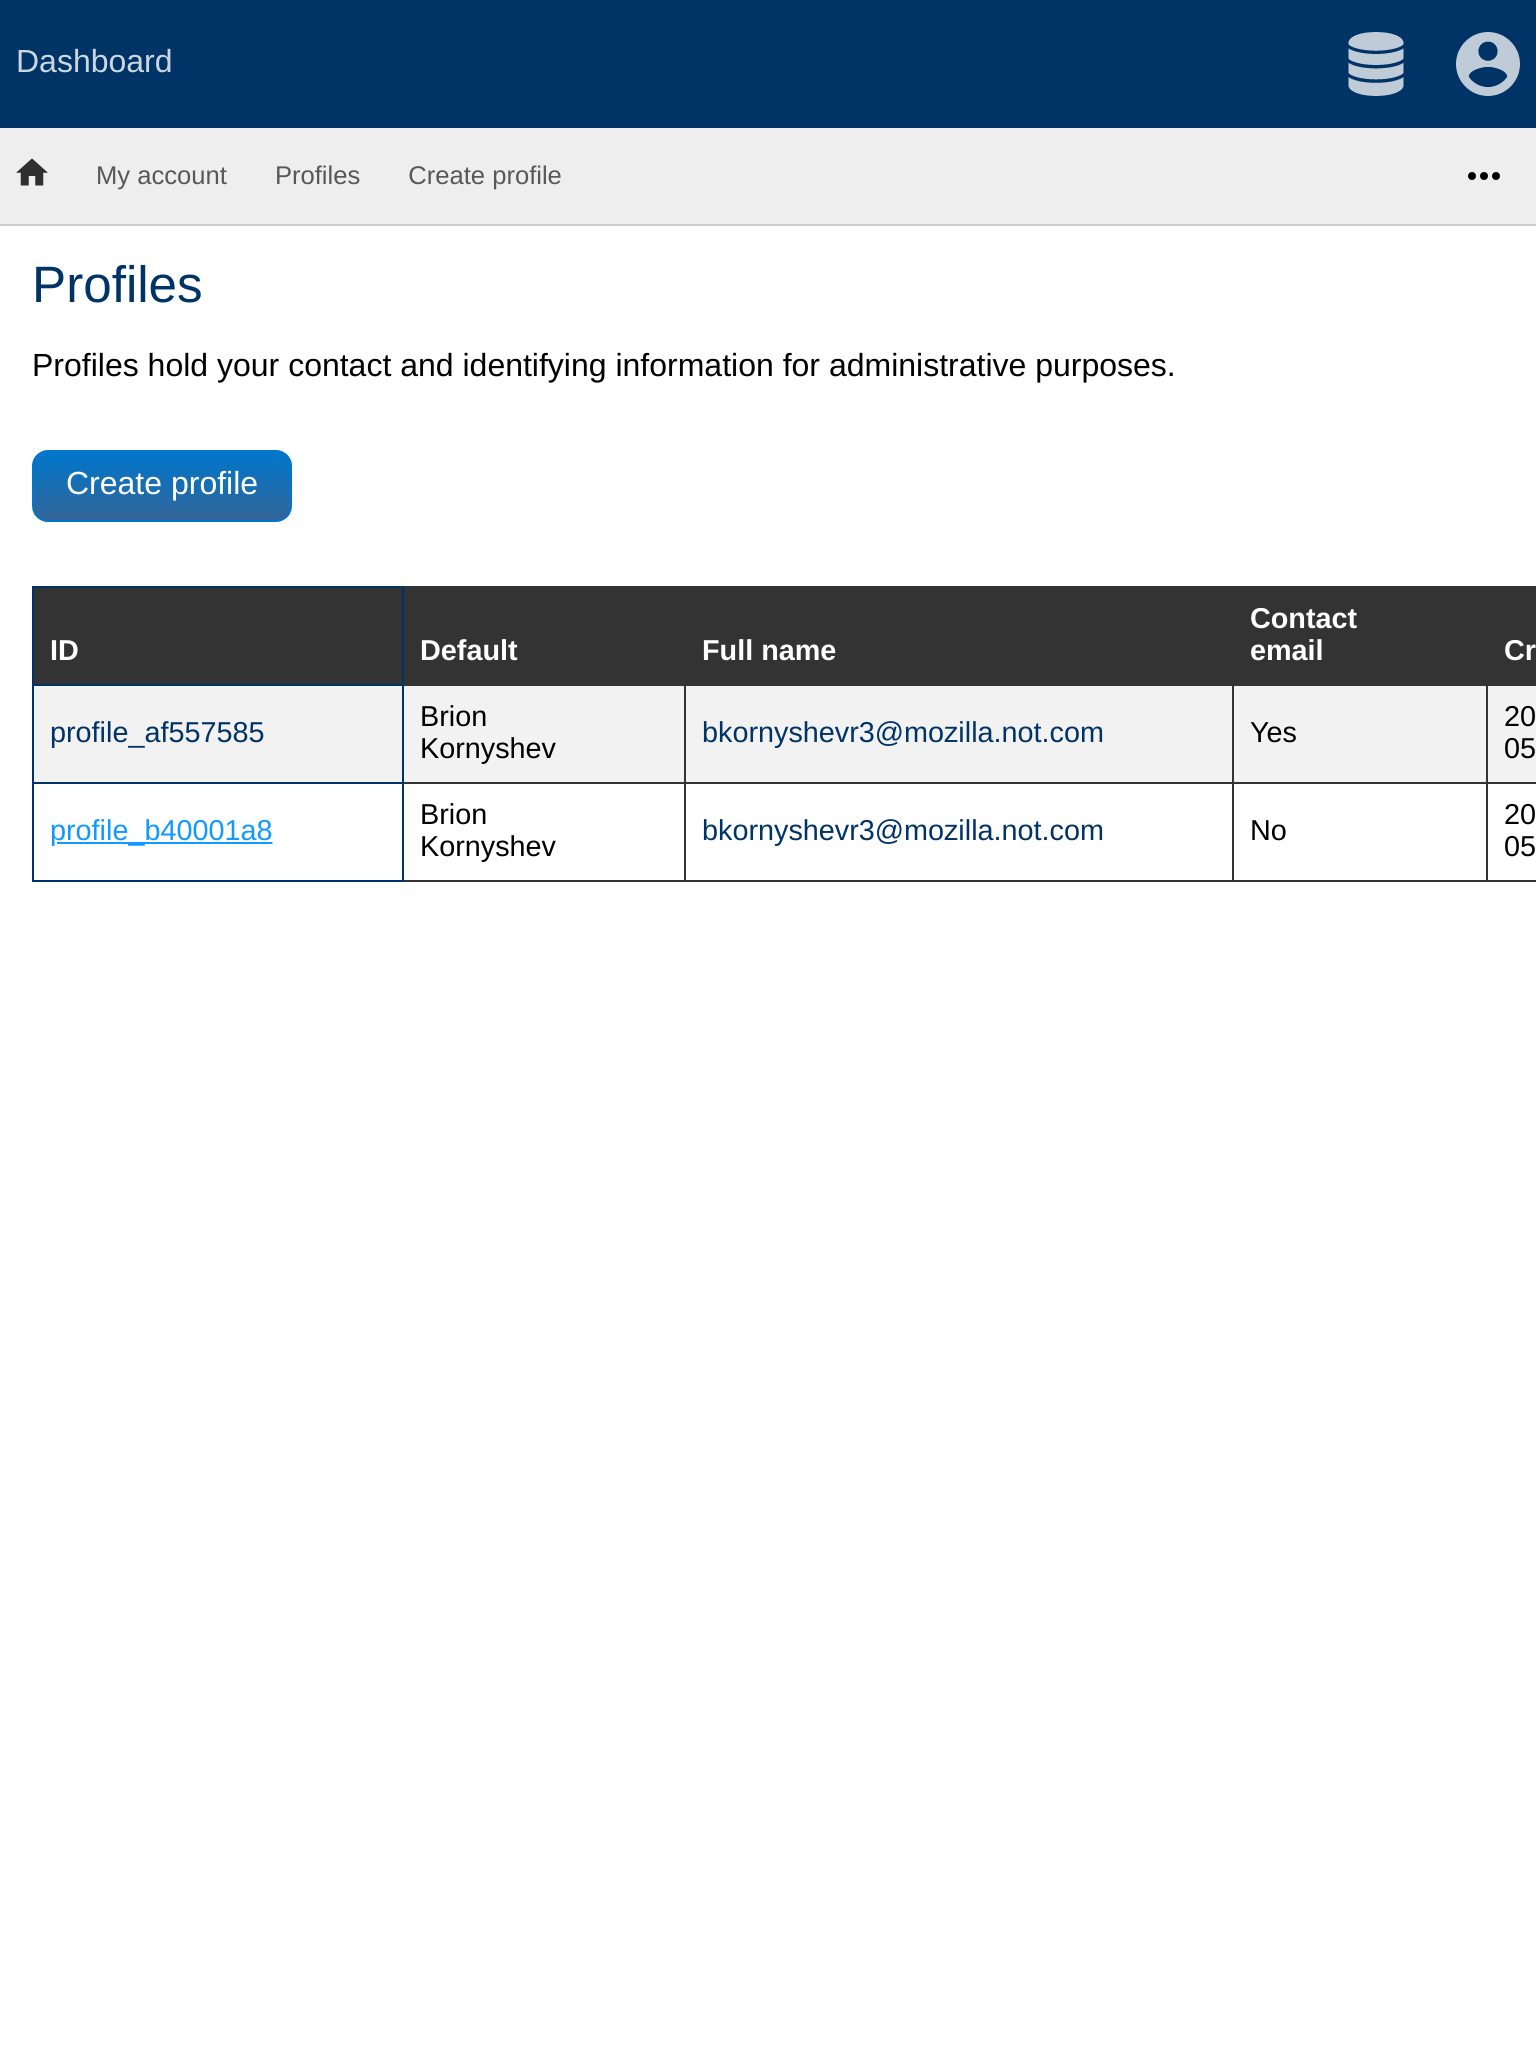 Dashboard
My account Profiles Create profile
Profiles
Profiles hold your contact and identifying information for administrative purposes.
Create profile
ID Default Full name Contact email Cr
profile_af557585 Brion Kornyshev bkornyshevr3@mozilla.not.com Yes 20 05
profile_b40001a8 Brion Kornyshev bkornyshevr3@mozilla.not.com No 20 05